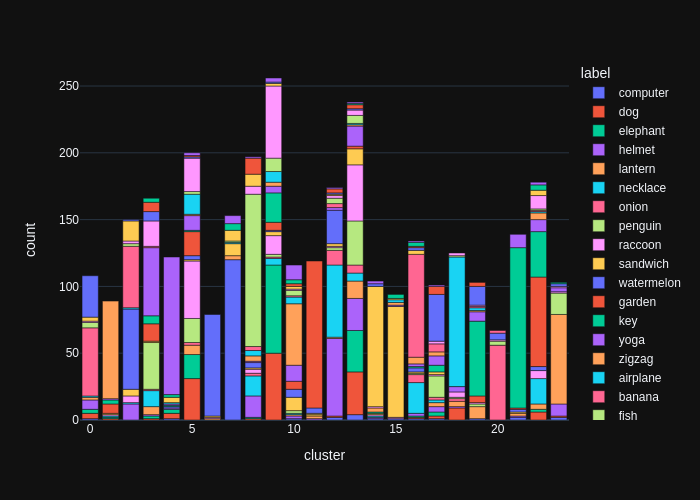 label
computer
dog
elephant
helmet
lantern
necklace
onion
penguin
raccoon
sandwich
watermelon
garden
key
yoga
zigzag
airplane
banana
fish
250
200
150
100
50
0
count
0 5 10 15 20
cluster